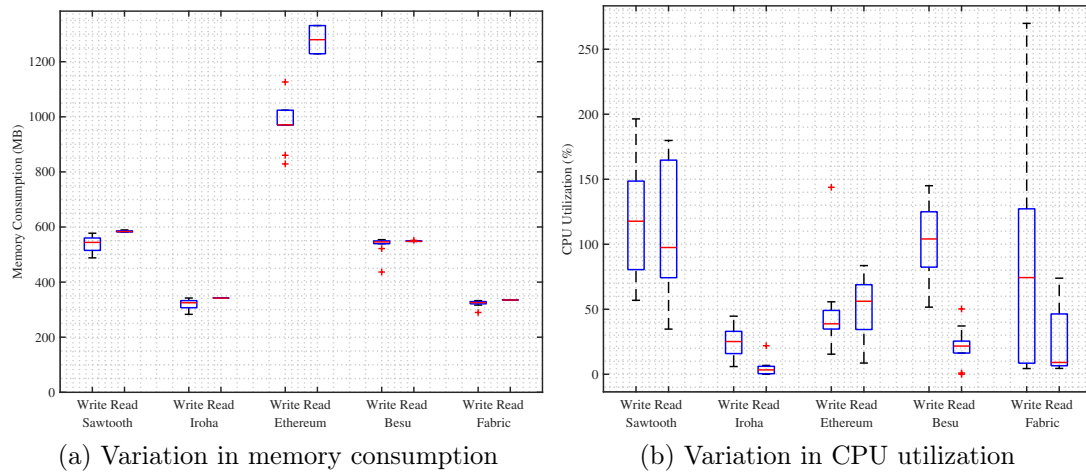 Memory Consumption (MB)
1200
1000
800
600
400
200
0
Write Read Write Read Write Read Write Read Write Read
Sawtooth Iroha Ethereum Besu Fabric
(a) Variation in memory consumption
CPU Utilization (%)
250
200
150
100
50
0
Write Read Write Read Write Read Write Read Write Read
Sawtooth Iroha Ethereum Besu Fabric
(b) Variation in CPU utilization